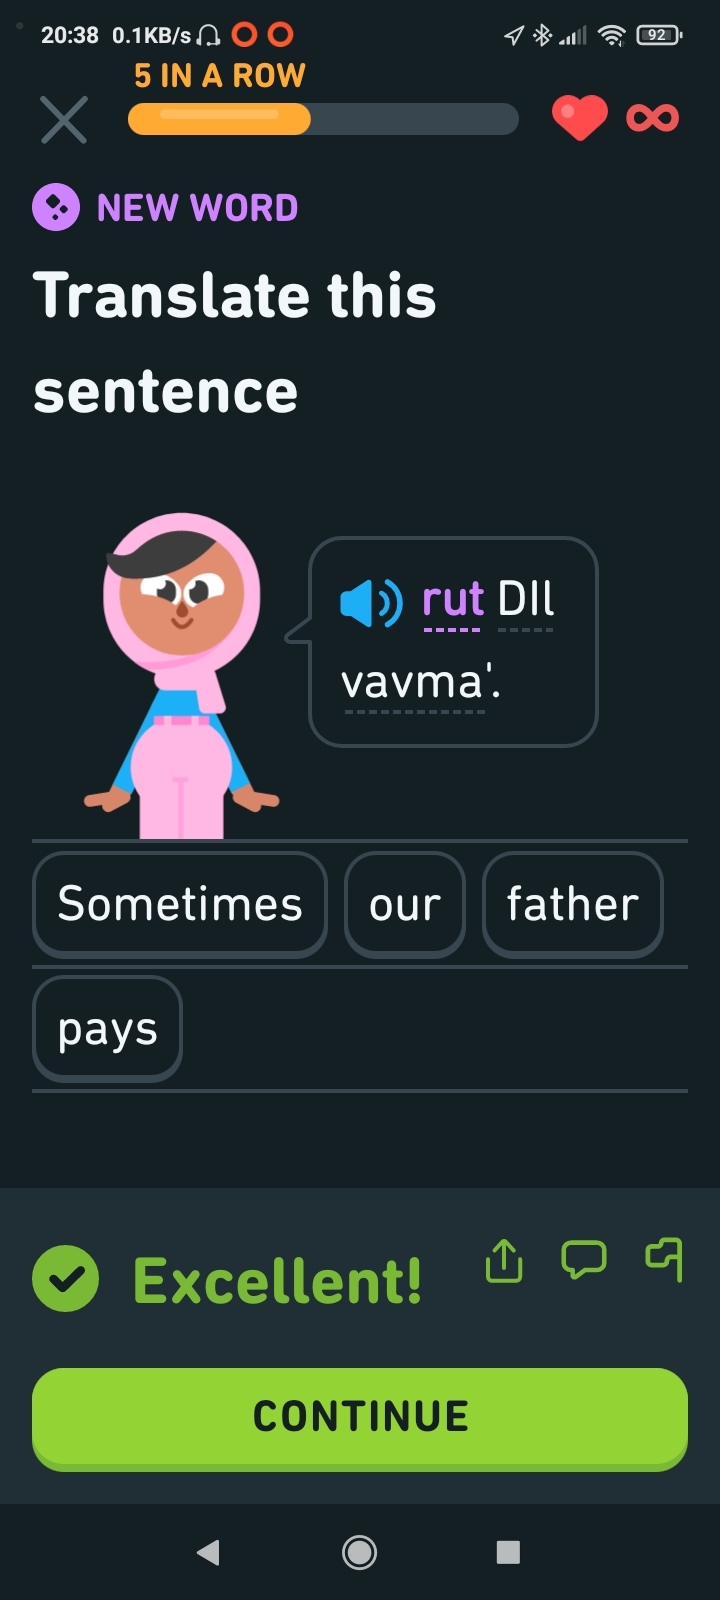 20:38 0.1KB/s 92
5 IN A ROW
NEW WORD
Translate this
sentence
rut DIl
vavma'.
Sometimes our father
pays
Excellent!
CONTINUE